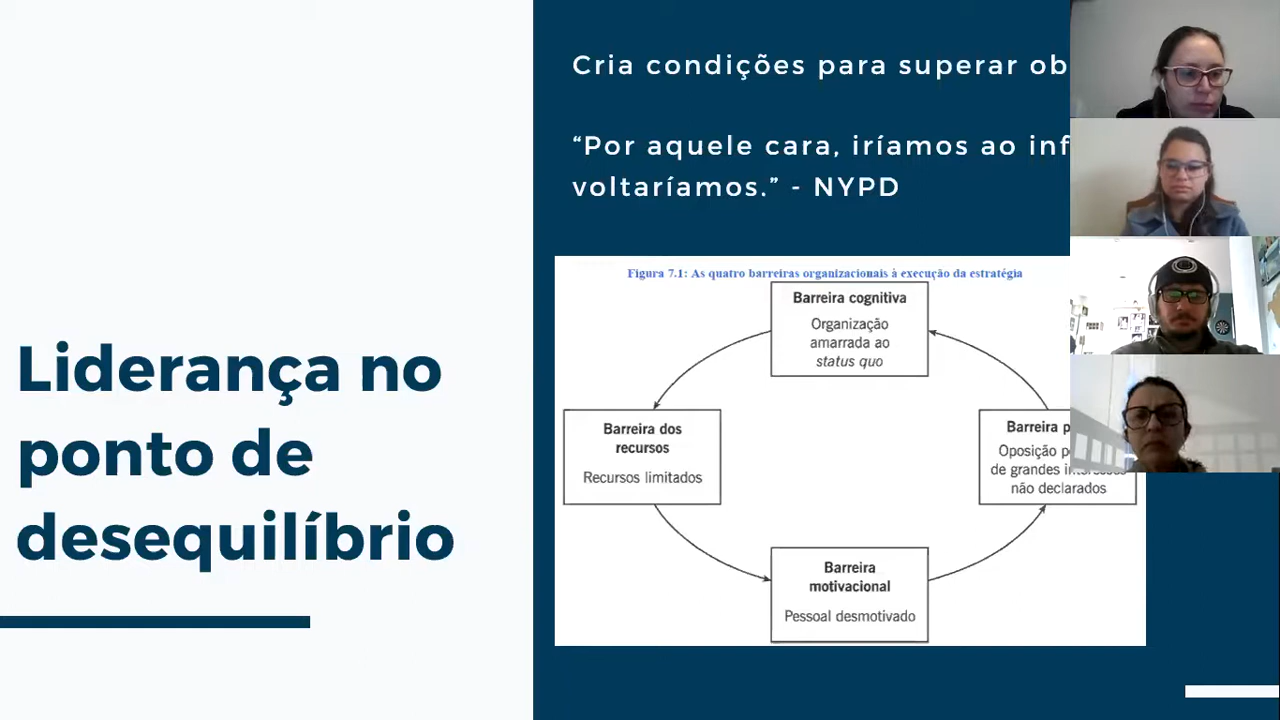 Liderança no
ponto de
desequilíbrio
Cria condições para superar
“Por aquele cara, iríamos ao
voltaríamos.” - NYPD
Figura 7.1: As quatro barreiras organizacionais à execução da estratégia
Barreira cognitiva
Organização
amarrada ao
status quo
Barreira dos
recursos
Recursos limitados
Barreira
Oposição
de grandes
não declarados
Barreira
motivacional
Pessoal desmotivado